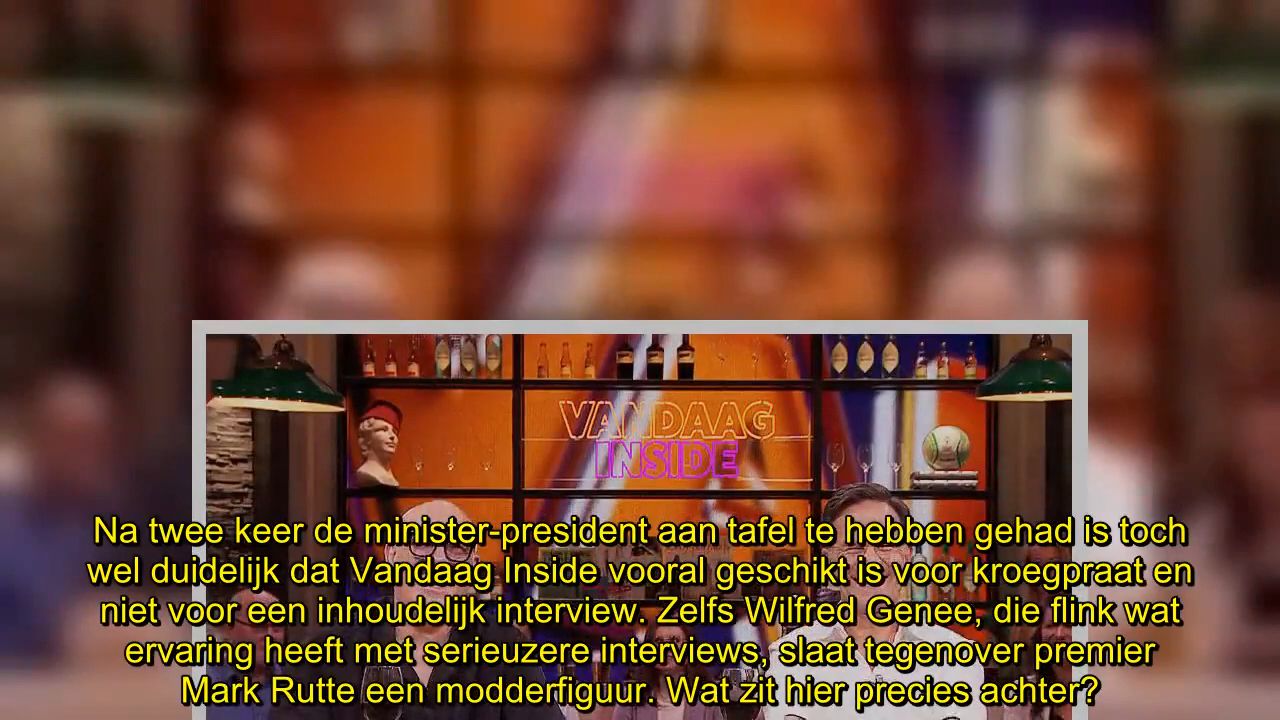 VANDAAG
INSIDE
Na twee keer de minister-president aan tafel te hebben gehad is toch
wel duidelijk dat Vandaag Inside vooral geschikt is voor kroegpraat en
niet voor een inhoudelijk interview. Zelfs Wilfred Genee, die flink wat
ervaring heeft met serieuzere interviews, slaat tegenover premier
Mark Rutte een modderfiguur. Wat zit hier precies achter?